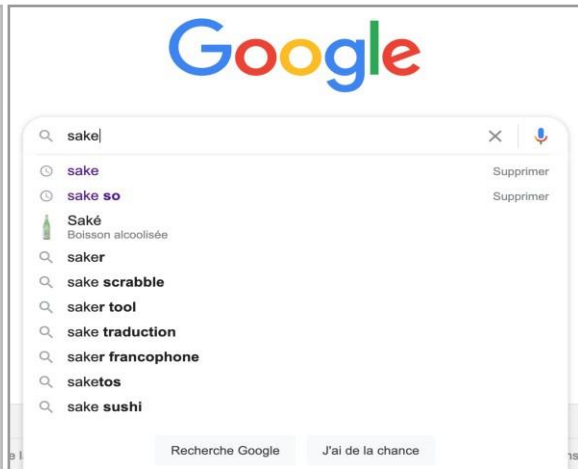 Google
sake
sake Supprimer
sake so Supprimer
Saké
Boisson alcoolisée
saker
sake scrabble
saker tool
sake traduction
saker francophone
saketos
sake sushi
Recherche Google J'ai de la chance